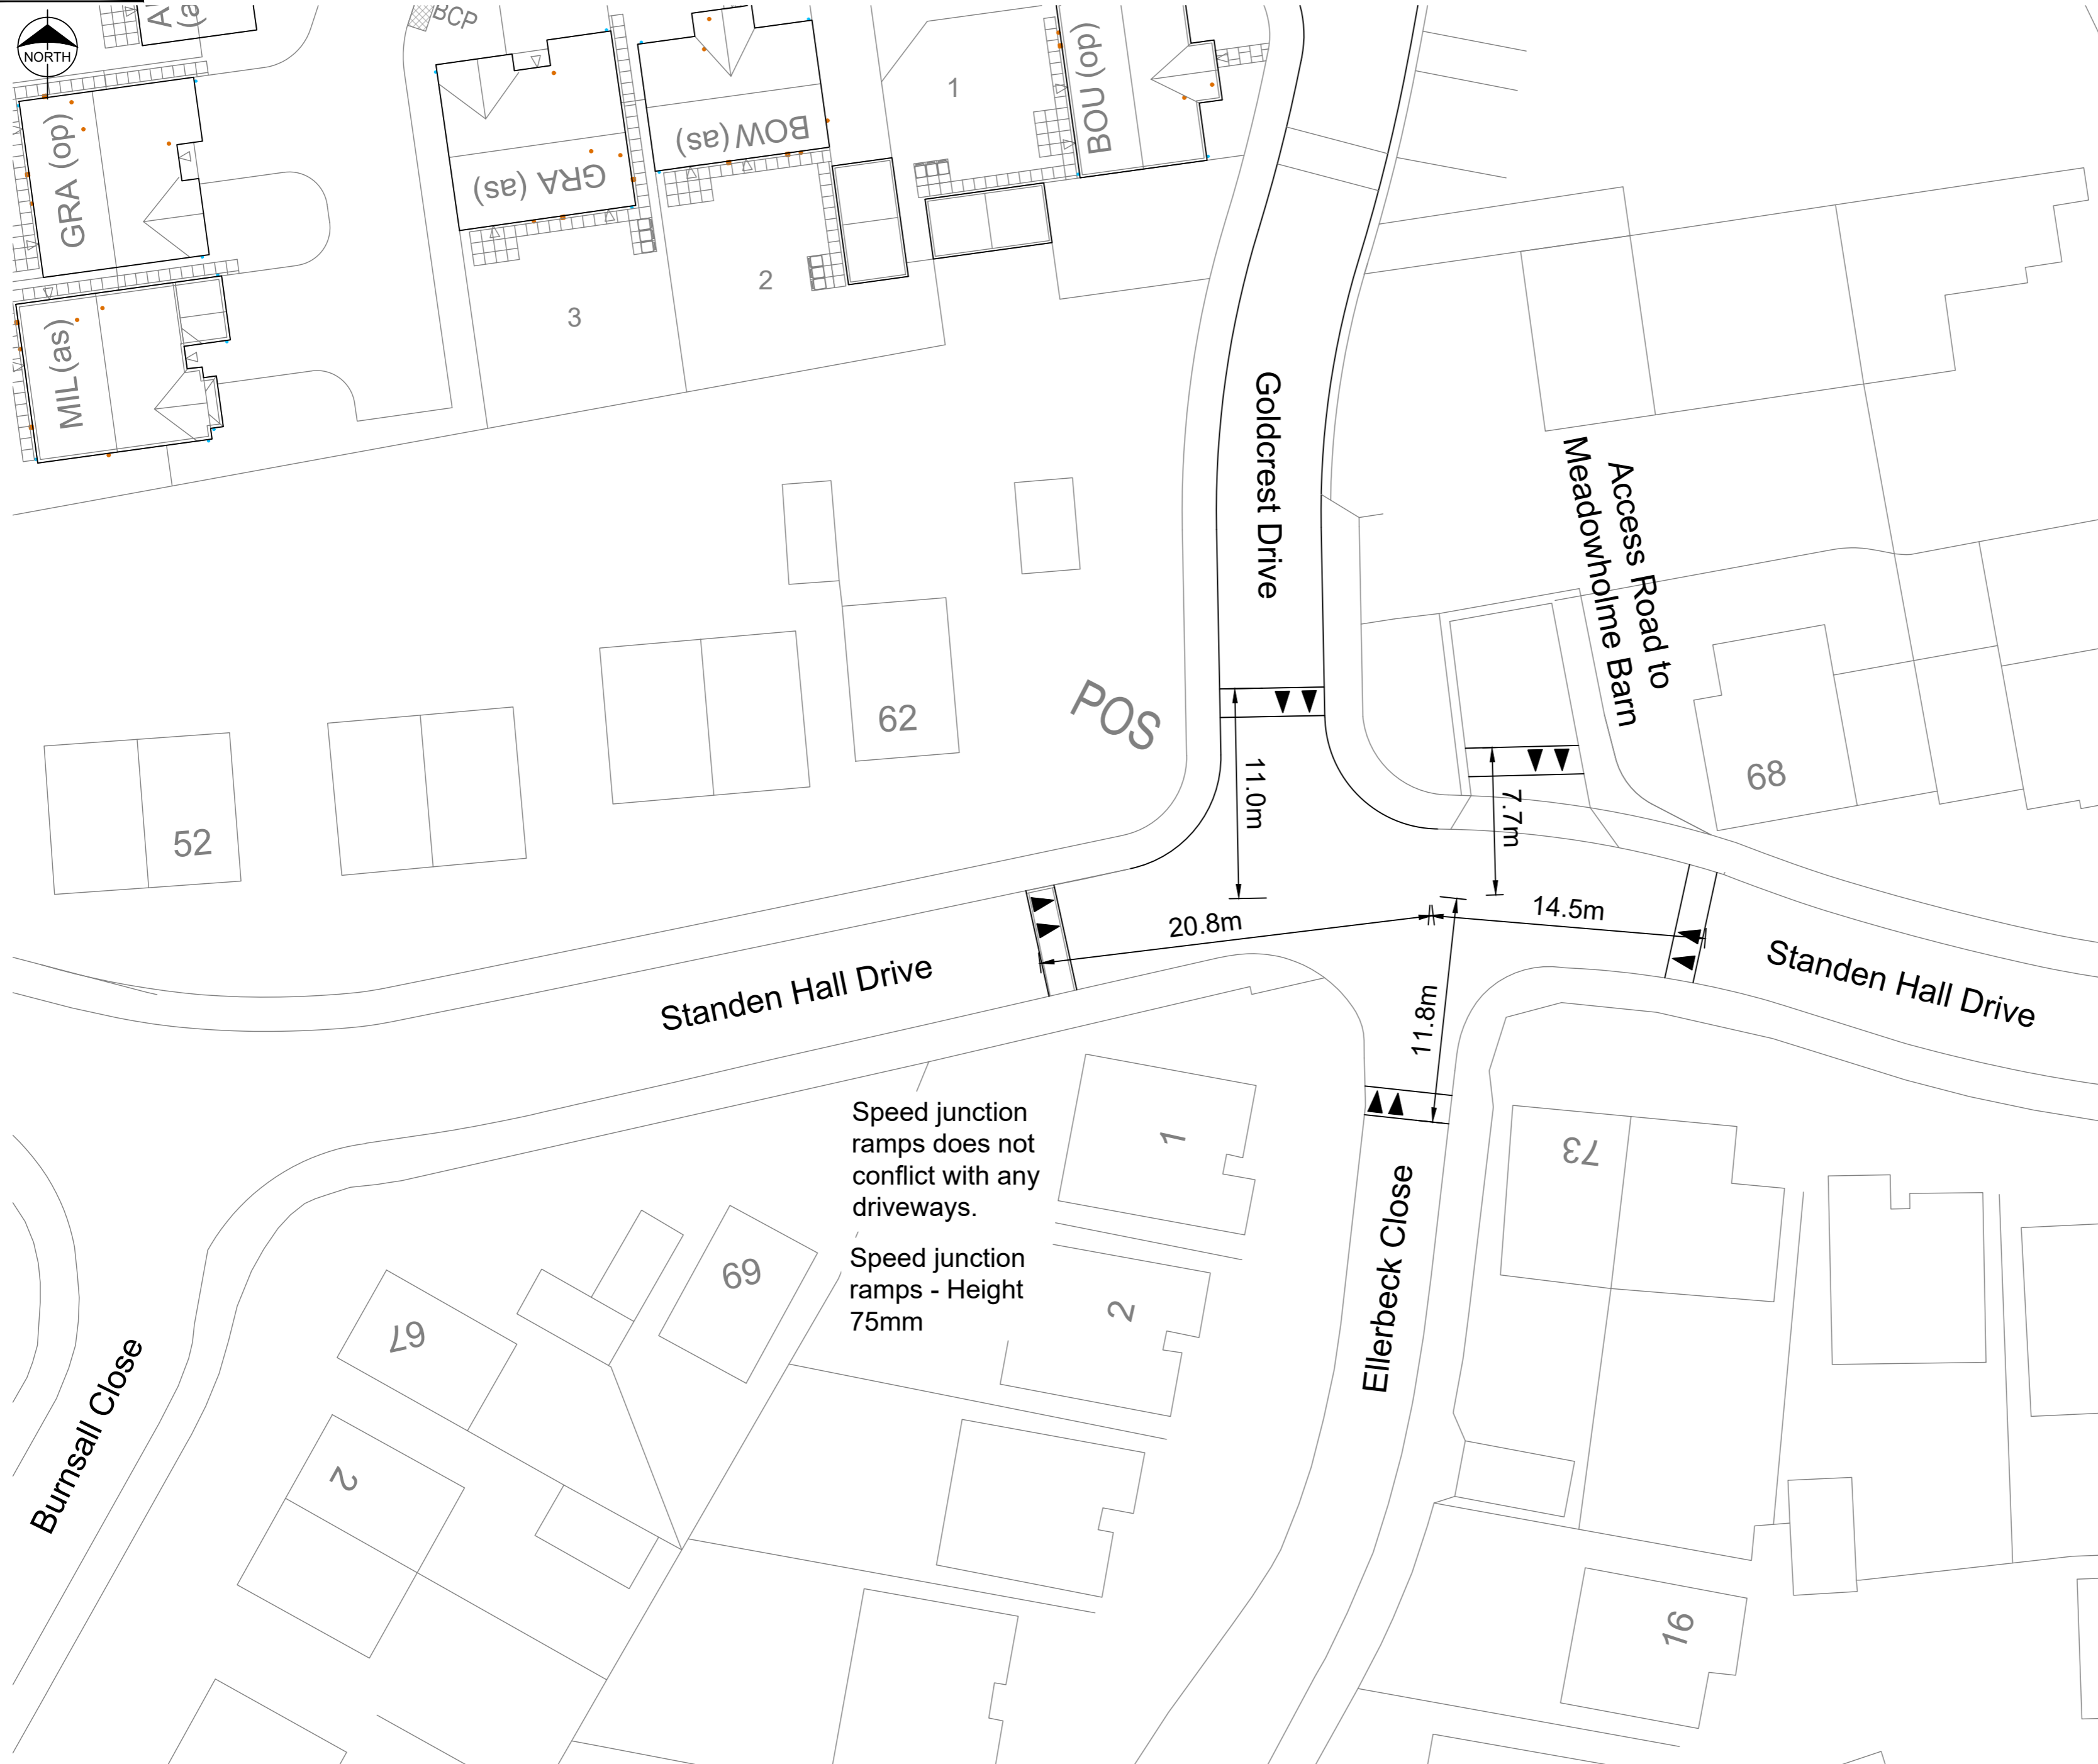 NORTH
BCP
GRA (op)
GRA (as)
BOW (as)
1
BOU (op)
MIL (as)
3
2
Goldcrest Drive
Access Road to
Meadowholme Barn
POS
62
52
68
11.0m
7.7m
20.8m
14.5m
11.8m
Standen Hall Drive
Standen Hall Drive
Speed junction
ramps does not
conflict with any
driveways.
Speed junction
ramps - Height
75mm
1
2
73
69
67
2
Burnsall Close
Ellerbeck Close
16